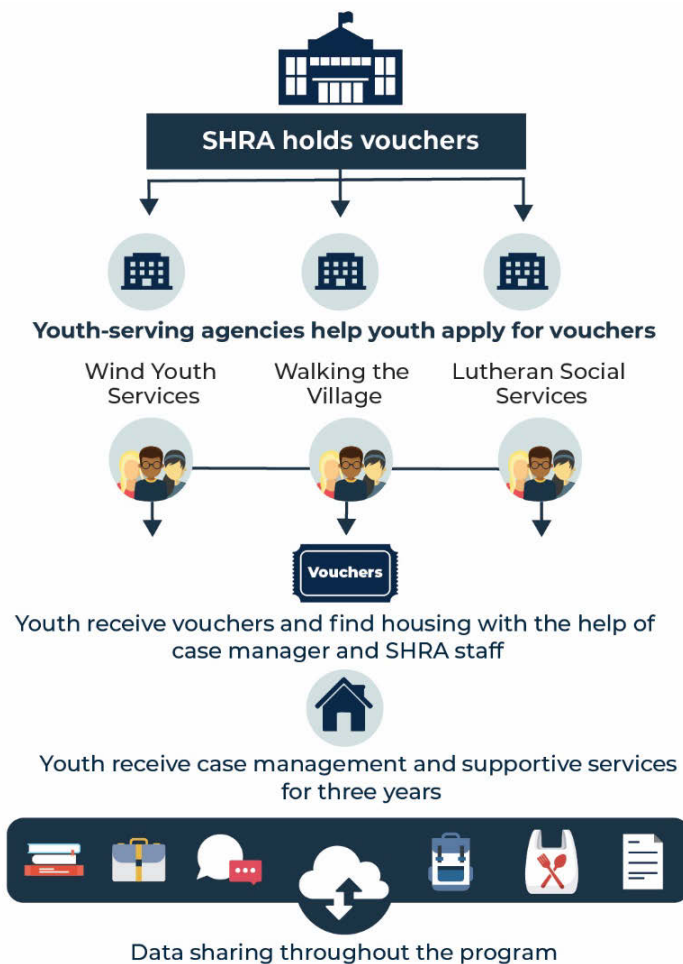 SHRA holds vouchers
Youth-serving agencies help youth apply for vouchers
Wind Youth
Services
Walking the
Village
Lutheran Social
Services
Vouchers
Youth receive vouchers and find housing with the help of
case manager and SHRA staff
Youth receive case management and supportive services
for three years
Data sharing throughout the program